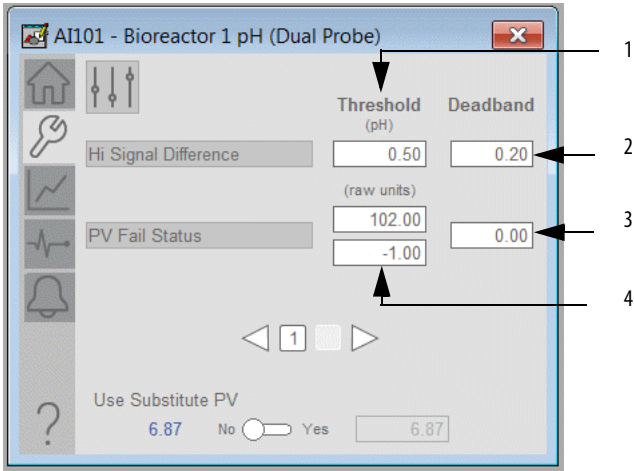 AI101 - Bioreactor 1 pH (Dual Probe)
1
Threshold Deadband
(pH)
Hi Signal Difference 0.50 0.20 2
(raw units)
102.00
PV Fail Status 0.00 3
-1.00
4
1
Use Substitute PV
6.87 No Yes 6.87
?